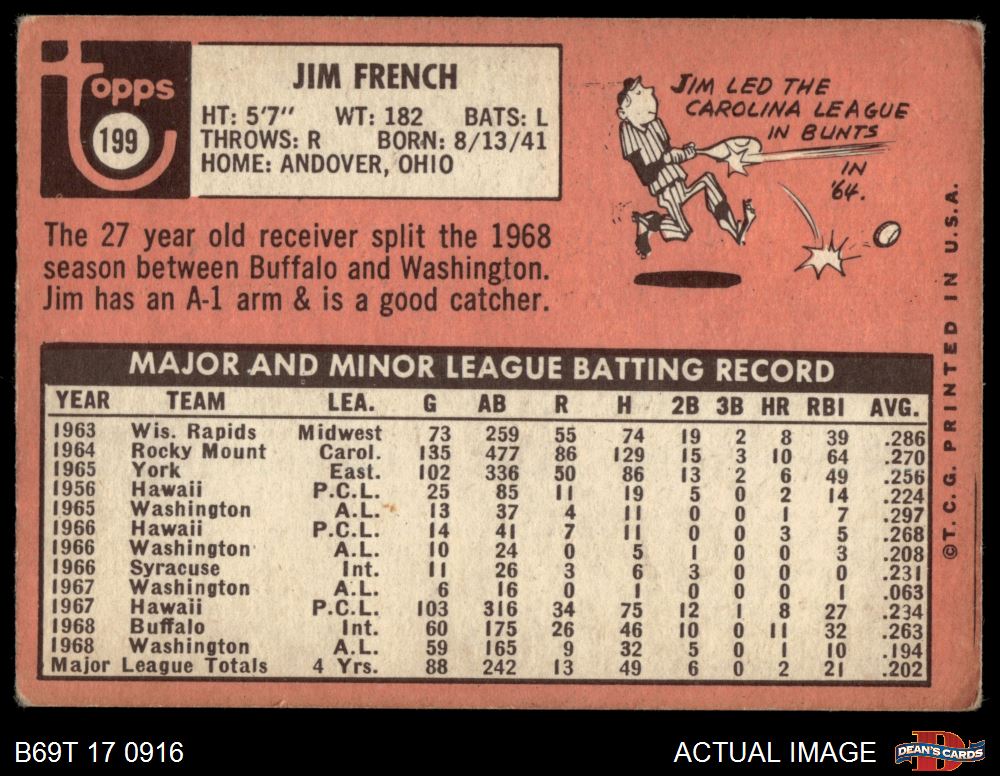 topps
199
JIM FRENCH
HT: 5'7" WT: 182 BATS: L
THROWS: R BORN: 8/13/41
HOME: ANDOVER, OHIO
JIM LED THE
CAROLINA LEAGUE
IN BUNTS
IN
'64.
The 27 year old receiver split the 1968
season between Buffalo and Washington.
Jim has an A-1 arm & is a good catcher.
MAJOR AND MINOR LEAGUE BATTING RECORD
YEAR TEAM LEA. G AB R H 2B 3B HR RBI AVG.
1963 Wis. Rapids Midwest 73 259 55 74 19 2 8 39 .286
1964 Rocky Mount Carol. 135 477 86 129 15 3 10 64 .270
1965 York East. 102 336 50 86 13 2 6 49 .256
1956 Hawaii P.C.L. 25 85 11 19 5 0 2 14 .224
1965 Washington A.L. 13 37 4 11 0 0 1 7 .297
1966 Hawaii P.C.L. 14 41 7 11 0 0 3 5 .268
1966 Washington A.L. 10 24 0 5 1 0 0 3 .208
1966 Syracuse Int. 11 26 3 6 3 0 0 0 .231
1967 Washington A.L. 6 16 0 1 0 0 0 1 .063
1967 Hawaii P.C.L. 103 316 34 75 12 1 8 27 .234
1968 Buffalo Int. 60 175 26 46 10 0 11 32 .263
1968 Washington A.L. 59 165 9 32 5 0 1 10 .194
Major League Totals 4 Yrs. 88 242 13 49 6 0 2 21 .202
©T.C.G. PRINTED IN U.S.A.
B69T 17 0916 ACTUAL IMAGE
DEAN'S CARDS